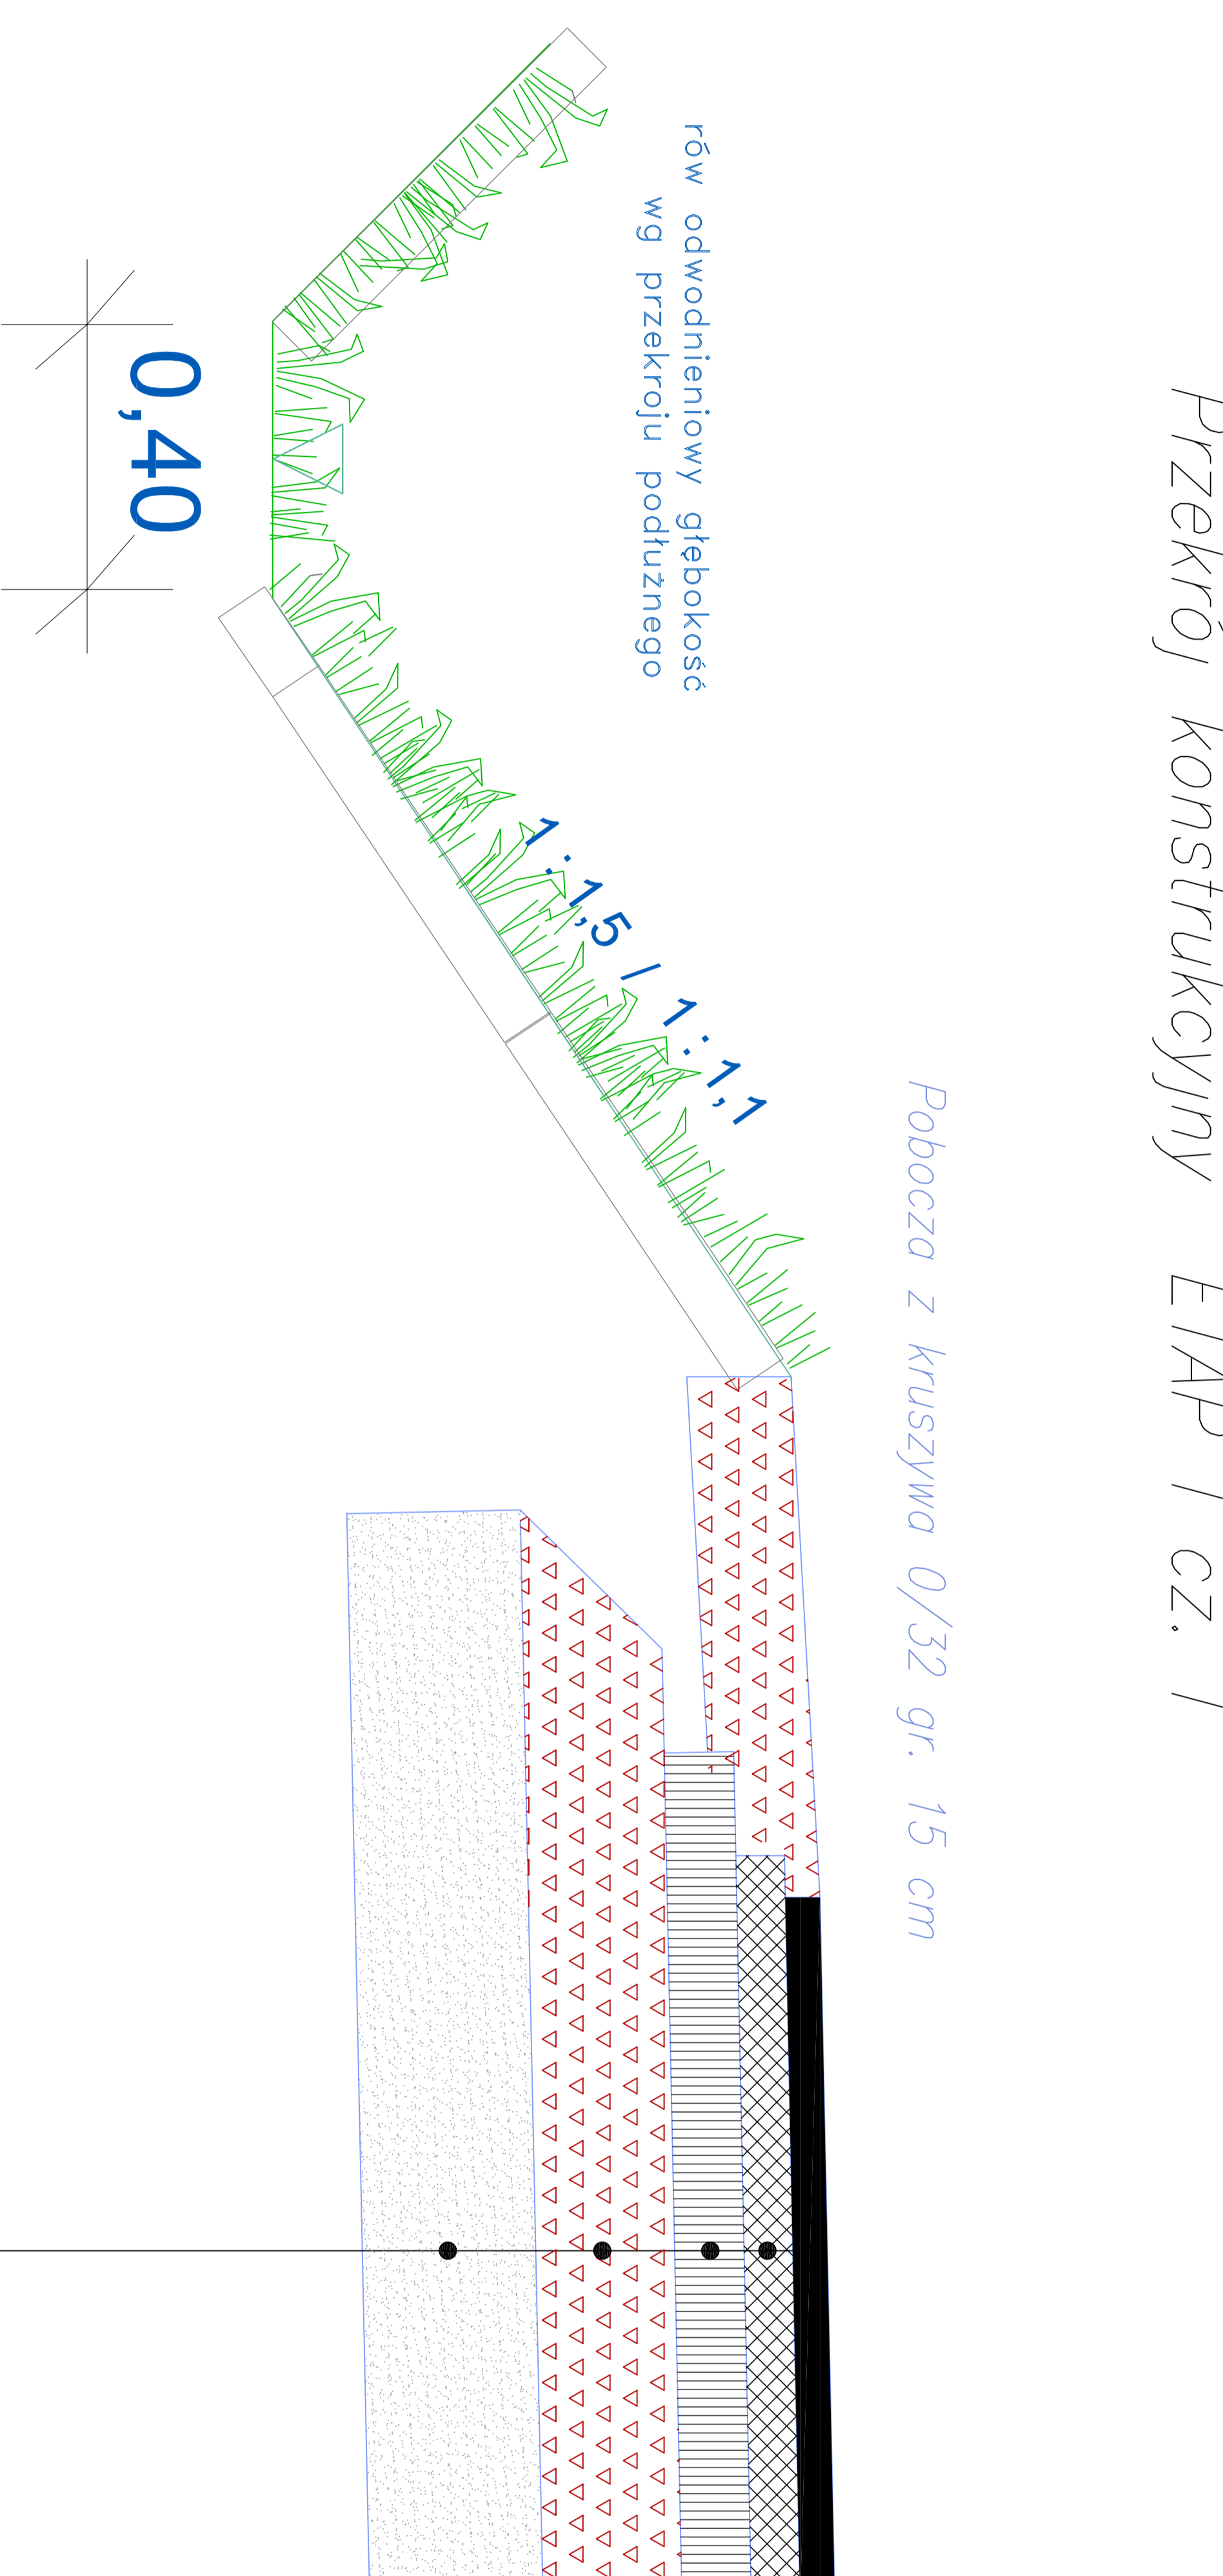 Przekrój konstrukcyjny ETAP I cz. I
Pobocza z kruszywa 0/32 gr. 15 cm
rów odwodnieniowy głębokość
wg przekroju podłużnego
1:1,5 / 1:1,1
0,40